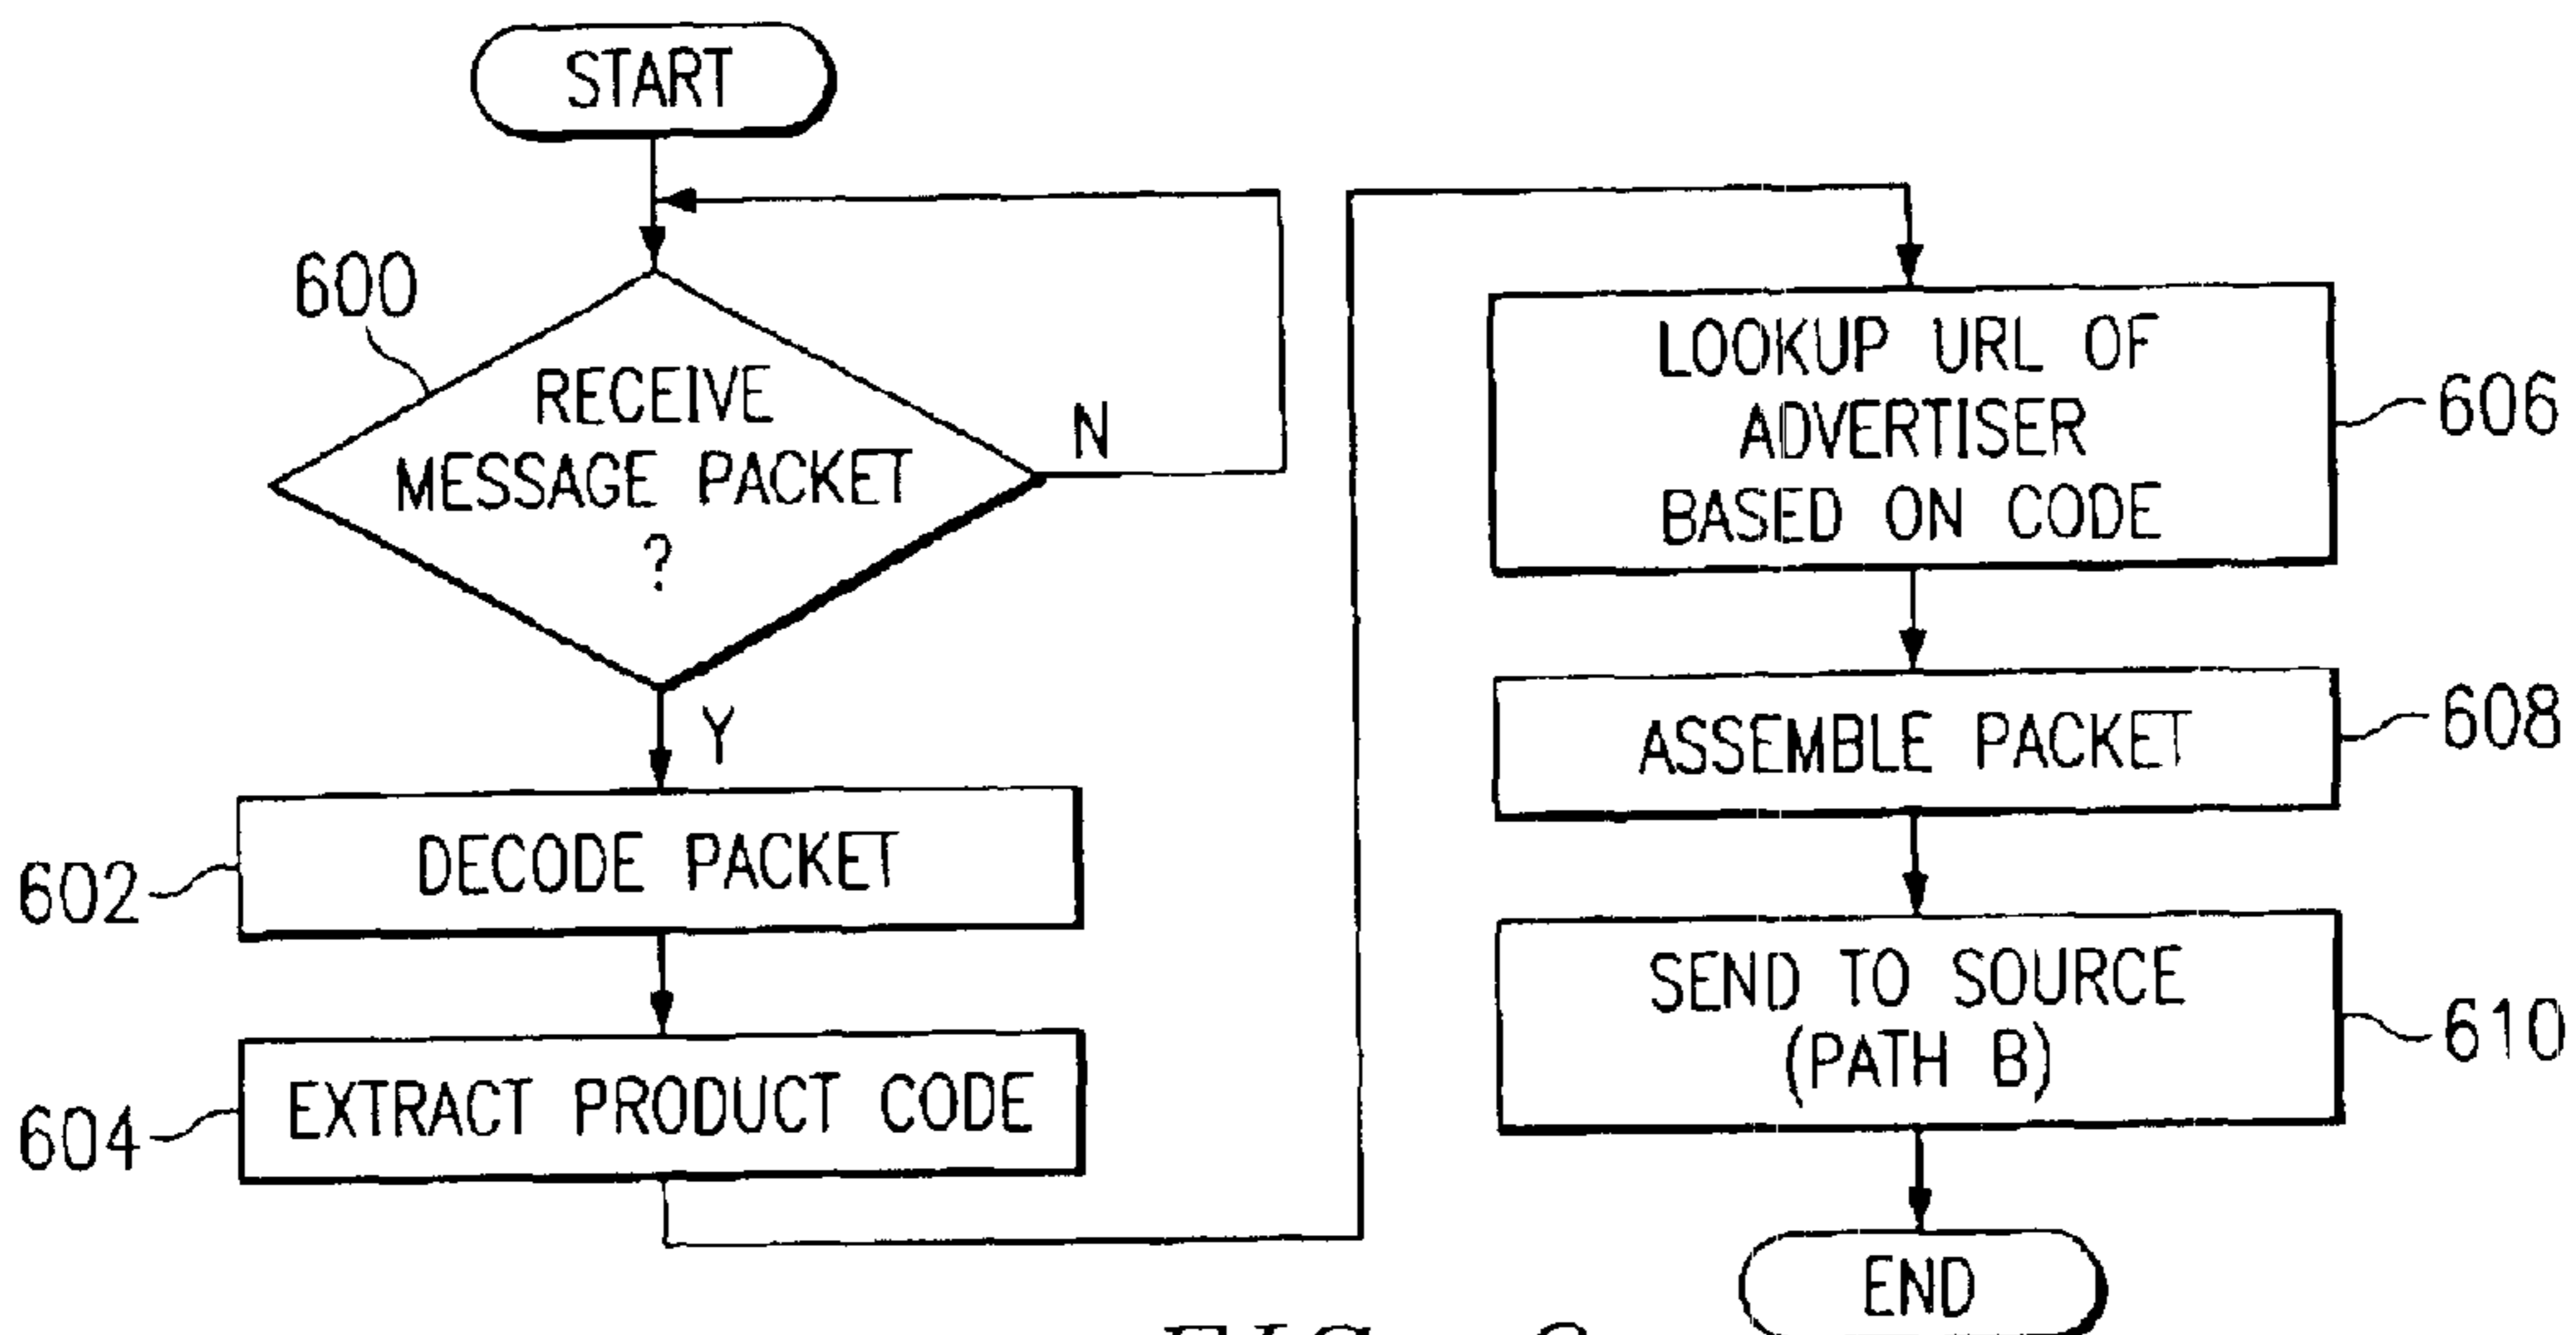 START
600
RECEIVE
MESSAGE PACKET
?
N
Y
602
DECODE PACKET
604
EXTRACT PRODUCT CODE
LOOKUP URL OF
ADVERTISER
BASED ON CODE
606
ASSEMBLE PACKET
608
SEND TO SOURCE
(PATH B)
610
END